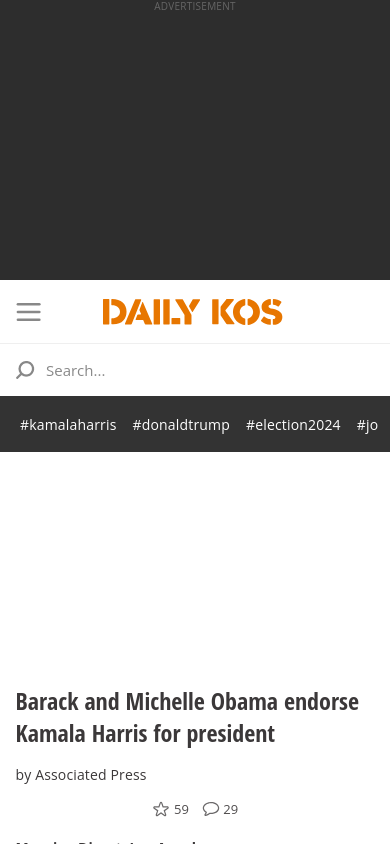 ADVERTISEMENT
DAILY KOS
Search...
#kamalaharris #donaldtrump #election2024 #jo
Barack and Michelle Obama endorse
Kamala Harris for president
by Associated Press
59 29